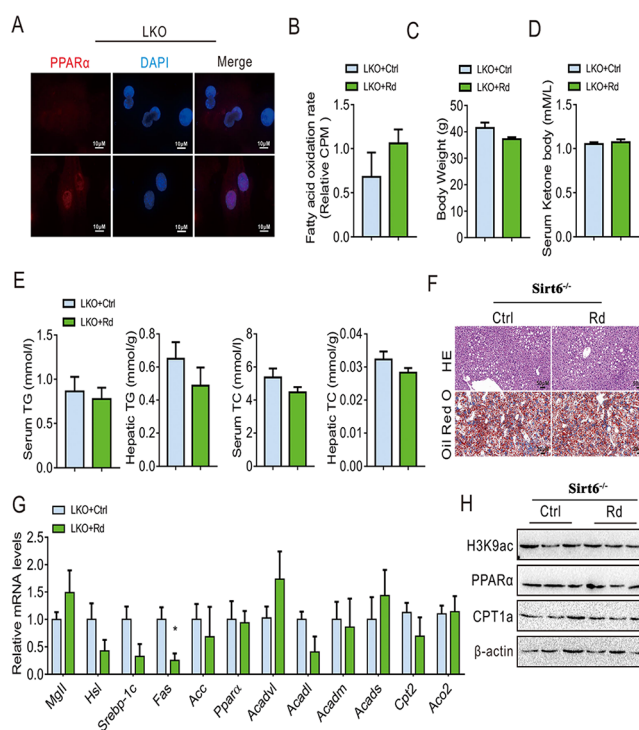 A
LKO
PPARα DAPI Merge
10μM 10μM 10μM
10μM 10μM 10μM
B
LKO+Ctrl
LKO+Rd
Fatty acid oxidation rate
(Relative CPM )
1.5
1.0
0.5
0.0
C
LKO+Ctrl
LKO+Rd
Body Weight (g)
60
50
40
30
20
10
0
D
LKO+Ctrl
LKO+Rd
Serum Ketone body (mM/L)
1.5
1.0
0.5
0.0
E
LKO+Ctrl
LKO+Rd
Serum TG (mmol/l)
1.5
1.0
0.5
0.0
Hepatic TG (mmol/g)
0.8
0.6
0.4
0.2
0.0
Serum TC (mmol/l)
8
6
4
2
0
Hepatic TC (mmol/g)
0.04
0.03
0.02
0.01
0.00
F
Sirt6-/-
Ctrl Rd
HE
Oil Red O
G
LKO+Ctrl
LKO+Rd
Relative mRNA levels
2.5
2.0
1.5
1.0
0.5
0.0
*
Mgll Hsl Srebp-1c Fas Acc Pparα Acadvl Acadl Acadm Acads Cpt2 Aco2
H
Sirt6-/-
Ctrl Rd
H3K9ac
PPARα
CPT1a
β-actin